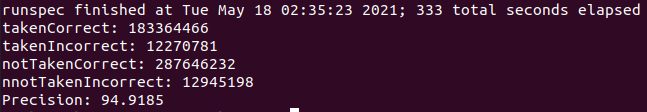 runspec finished at Tue May 18 02:35:23 2021; 333 total seconds elapsed
takenCorrect: 183364466
takenIncorrect: 12270781
notTakenCorrect: 287646232
nnotTakenIncorrect: 12945198
Precision: 94.9185